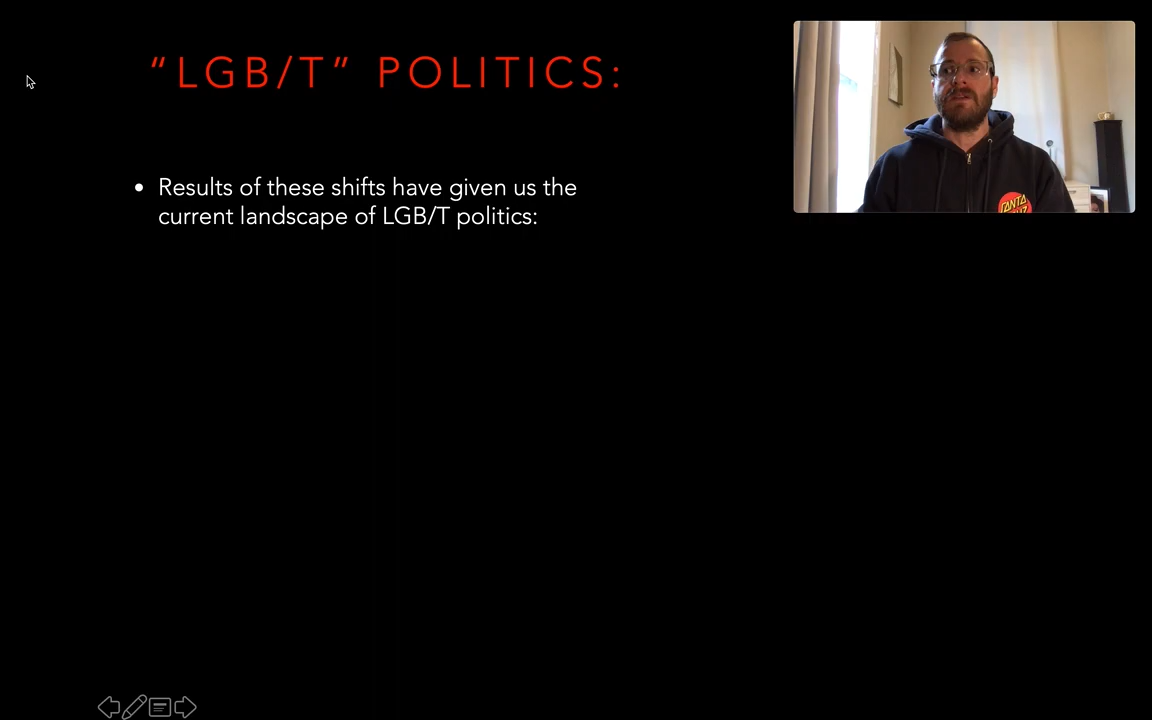 “LGB/T” POLITICS:
• Results of these shifts have given us the
current landscape of LGB/T politics: